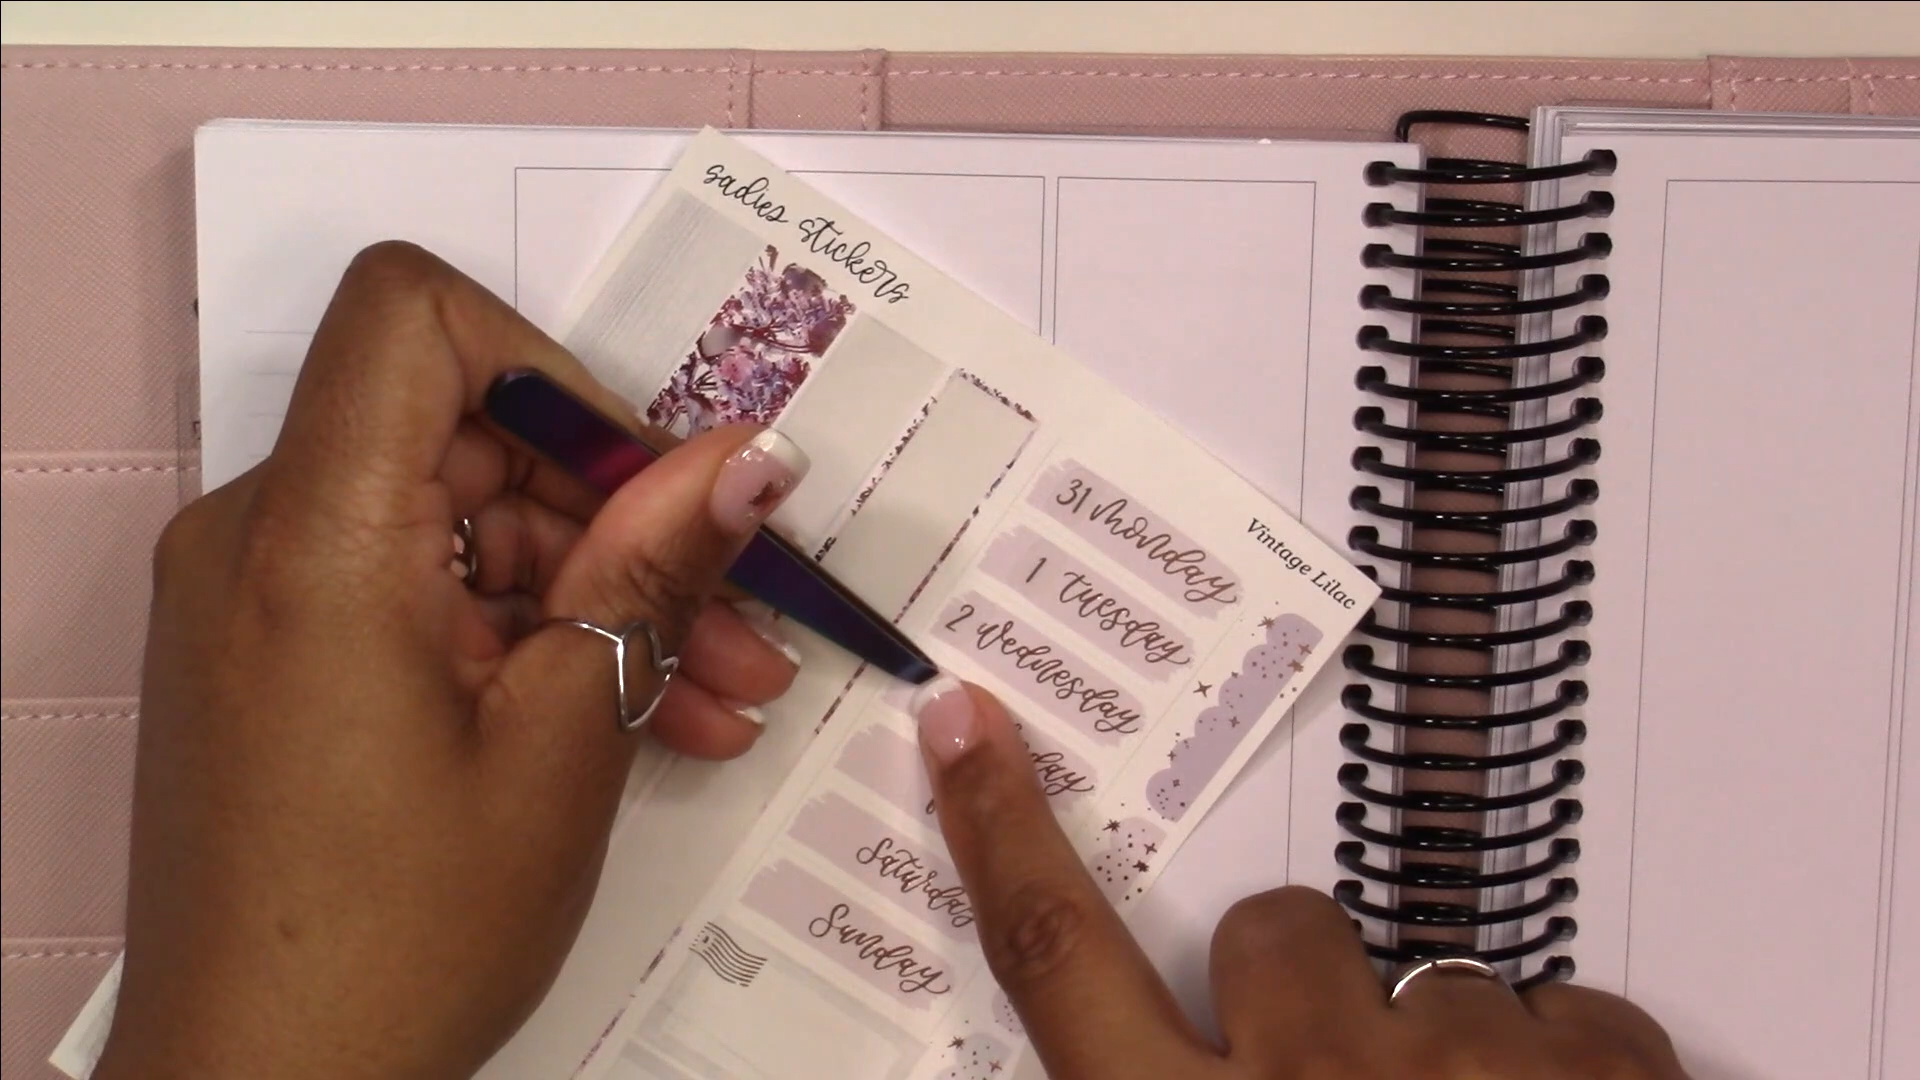 sadies stickers
Vintage Lilac
31 Monday
1 Tuesday
2 Wednesday
Saturday
Sunday